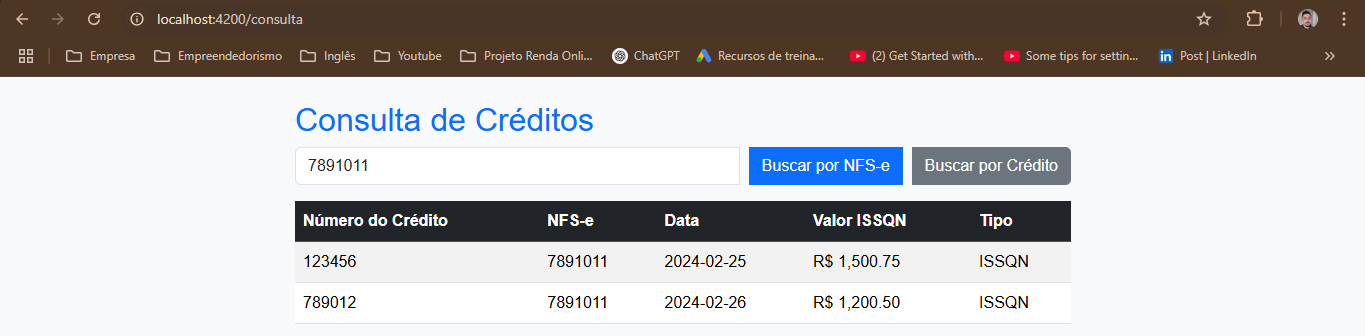 localhost:4200/consulta
Empresa Empreendedorismo Inglês Youtube Projeto Renda Onli... ChatGPT Recursos de treina... (2) Get Started with... Some tips for settin... Post | LinkedIn
Consulta de Créditos
7891011 Buscar por NFS-e Buscar por Crédito
Número do Crédito NFS-e Data Valor ISSQN Tipo
123456 7891011 2024-02-25 R$ 1,500.75 ISSQN
789012 7891011 2024-02-26 R$ 1,200.50 ISSQN